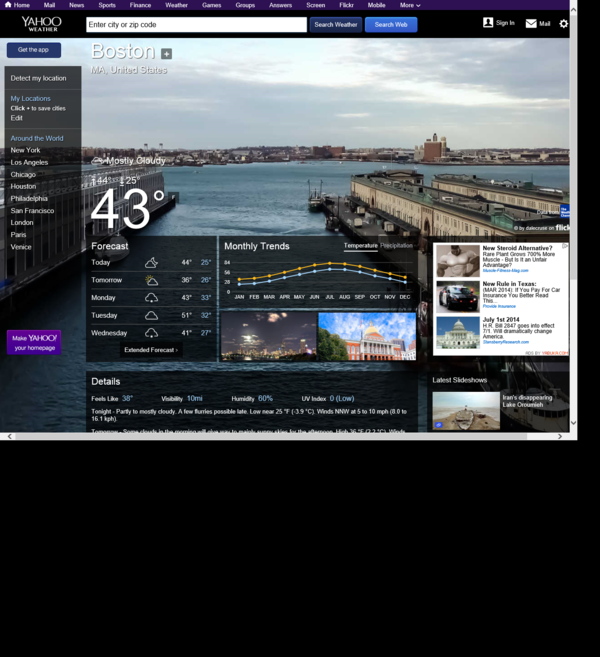 Home Mail News Sports Finance Weather Games Groups Answers Screen Flickr Mobile More
YAHOO!
WEATHER
Enter city or zip code
Search Weather
Search Web
Sign In
Mail
Get the app
Boston
MA, United States
Detect my location
My Locations
Click + to save cities
Edit
Around the World
New York
Los Angeles
Chicago
Houston
Philadelphia
San Francisco
London
Paris
Venice
Make YAHOO!
your homepage
Mostly Cloudy
44° 25°
43°
© by dalecruse on flick
Forecast
Today 44° 25°
Tomorrow 36° 26°
Monday 43° 33°
Tuesday 51° 32°
Wednesday 41° 27°
Extended Forecast ›
Monthly Trends
Temperature Precipitation
84
56
28
0
JAN FEB MAR APR MAY JUN JUL AUG SEP OCT NOV DEC
New Steroid Alternative?
Rare Plant Grows 700% More
Muscle - But is it an Unfair
Advantage?
Muscle-Fitness-blog.com
New Rule in Texas:
(MAR 2014): If You Pay For Car
Insurance You Better Read
This...
Provide Insurance
July 1st 2014
H.R. Bill 2847 goes into effect
7/1. Will dramatically change
America.
StansberryResearch.com
Details
Feels Like 38° Visibility 10mi Humidity 60% UV Index 0 (Low)
Tonight - Partly to mostly cloudy. A few flurries possible late. Low near 25 °F (-3.9 °C). Winds NNW at 5 to 10 mph (8.0 to
16.1 kph).
Tomorrow - Some clouds in the morning will give way to mainly sunny skies for the afternoon. High 36 °F (2.2 °C). Winds
Latest Slideshows
Iran's disappearing
Lake Oroumieh